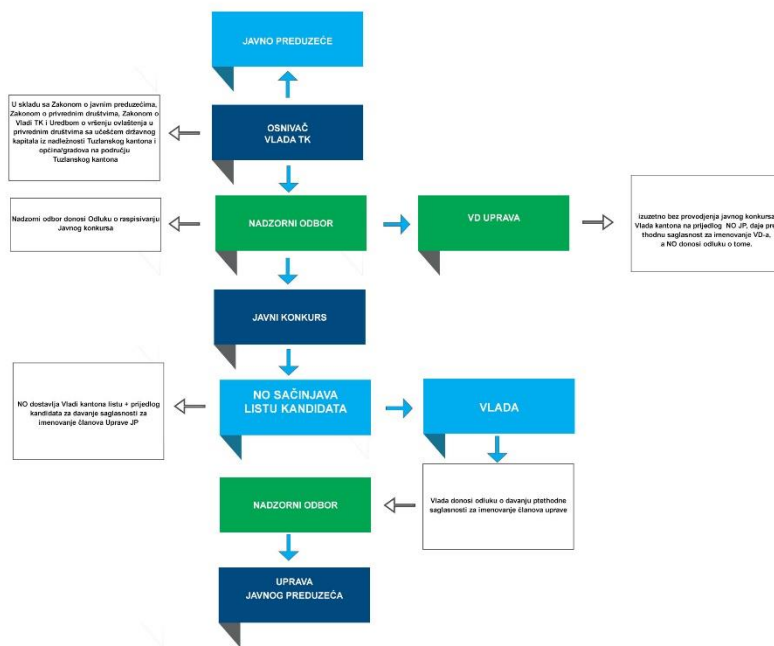 JAVNO PREDUZEĆE
U skladu sa Zakonom o javnim preduzećima,
Zakonom o privrednim društvima, Zakonom o
Vladi TK i Uredbom o vršenju ovlaštenja u
privrednim društvima sa učešćem državnog
kapitala iz nadležnosti Tuzlanskog kantona i
općina/gradova na području
Tuzlanskog kantona
OSNIVAČ
VLADA TK
Nadzorni odbor donosi Odluku o respisivanju
Javnog konkursa
NADZORNI ODBOR
VD UPRAVA
izuzetno bez provodjenja javnog konkursa
Vlada kantona na prijedlog NO JP, daje pre
thodnu saglasnost za imenovanje VD-a,
a NO donosi odluku o tome.
JAVNI KONKURS
NO dostavlja Vladi kantona listu + prijedlog
kandidata za davanje saglasnosti za
imenovanje članova Uprave JP
NO SAČINJAVA
LISTU KANDIDATA
VLADA
NADZORNI ODBOR
Vlada donosi odluku o davanju ptethodne
saglasnosti za imenovanje članova uprave
UPRAVA
JAVNOG PREDUZEĆA